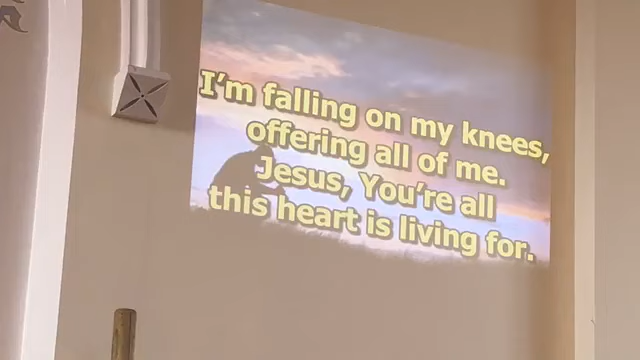 I'm falling on my knees,
offering all of me.
Jesus, You're all
this heart is living for.